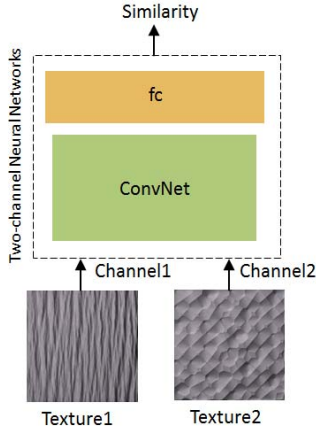 Similarity
Two-channel Neural Networks
fc
ConvNet
Channel1
Channel2
Texture1
Texture2